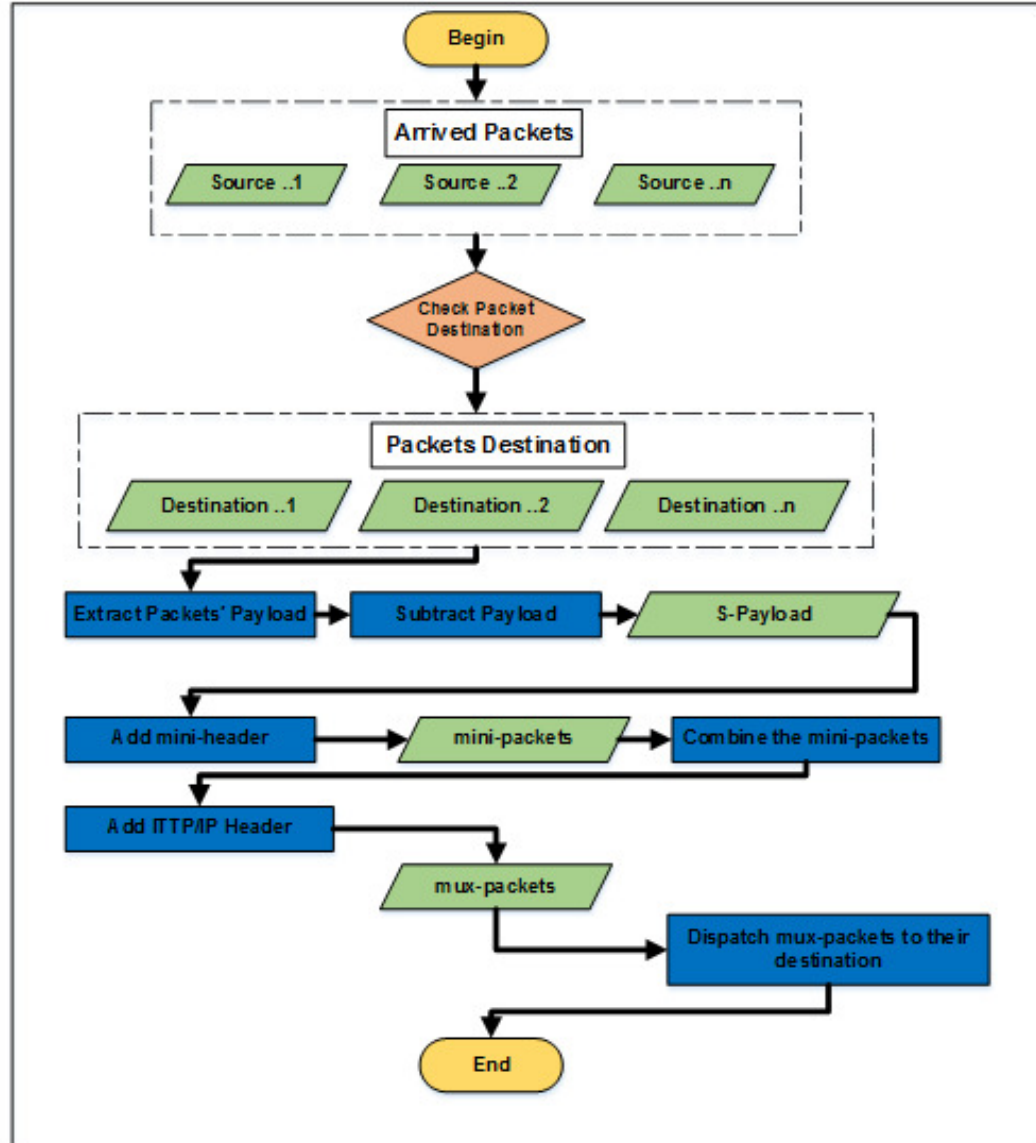 Begin
Arrived Packets
Source ..1
Source ..2
Source ..n
Check Packet
Destination
Packets Destination
Destination ..1
Destination ..2
Destination ..n
Extract Packets' Payload
Subtract Payload
S-Payload
Add mini-header
mini-packets
Combine the mini-packets
Add ITTP/IP Header
mux-packets
Dispatch mux-packets to their
destination
End